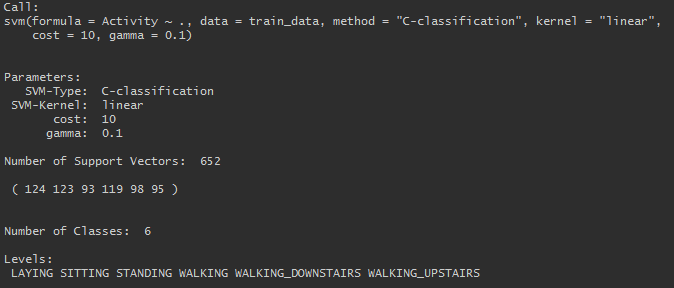 Call:
svm(formula = Activity ~ ., data = train_data, method = "C-classification", kernel = "linear",
    cost = 10, gamma = 0.1)
Parameters:
   SVM-Type:  C-classification
 SVM-Kernel:  linear
       cost:  10
      gamma:  0.1
Number of Support Vectors:  652
 ( 124 123 93 119 98 95 )
Number of Classes:  6
Levels:
 LAYING SITTING STANDING WALKING WALKING_DOWNSTAIRS WALKING_UPSTAIRS